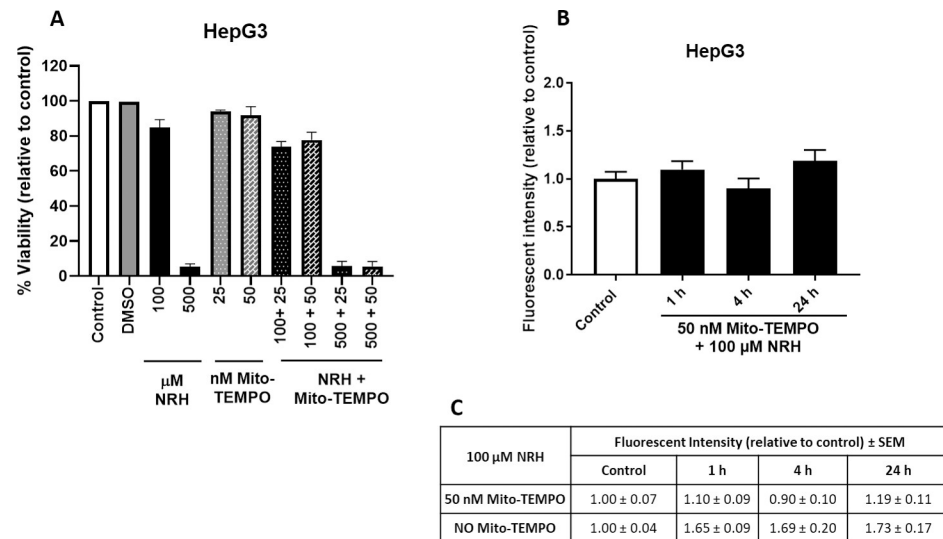 A
HepG3
% Viability (relative to control)
120
100
80
60
40
20
0
Control
DMSO
100
500
25
50
100+ 25
100 + 50
500 + 25
500 + 50
μM
NRH
nM Mito-
TEMPO
NRH +
Mito-TEMPO
B
HepG3
Fluorescent intensity (relative to control)
2.0
1.5
1.0
0.5
0.0
Control
1 h
4 h
24 h
50 nM Mito-TEMPO
+ 100 μM NRH
C
100 μM NRH
Fluorescent Intensity (relative to control) ± SEM
Control 1 h 4 h 24 h
50 nM Mito-TEMPO 1.00 ± 0.07 1.10 ± 0.09 0.90 ± 0.10 1.19 ± 0.11
NO Mito-TEMPO 1.00 ± 0.04 1.65 ± 0.09 1.69 ± 0.20 1.73 ± 0.17